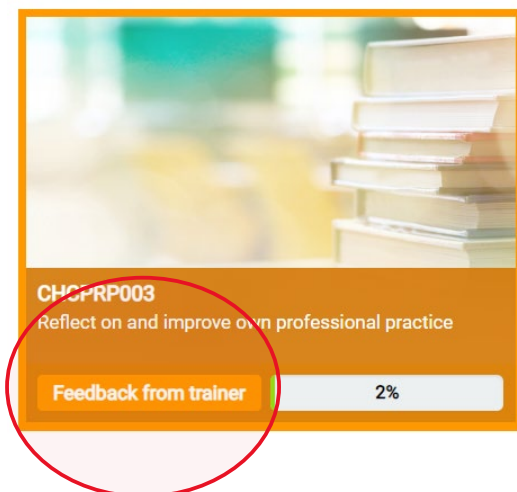 CHCPRP003
Reflect on and improve own professional practice
Feedback from trainer
2%